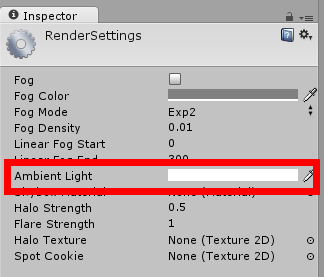 Inspector
RenderSettings
Fog
Fog Color
Fog Mode Exp2
Fog Density 0.01
Linear Fog Start 0
Linear Fog End 300
Ambient Light
Skybox Material None (Material)
Halo Strength 0.5
Flare Strength 1
Halo Texture None (Texture 2D)
Spot Cookie None (Texture 2D)